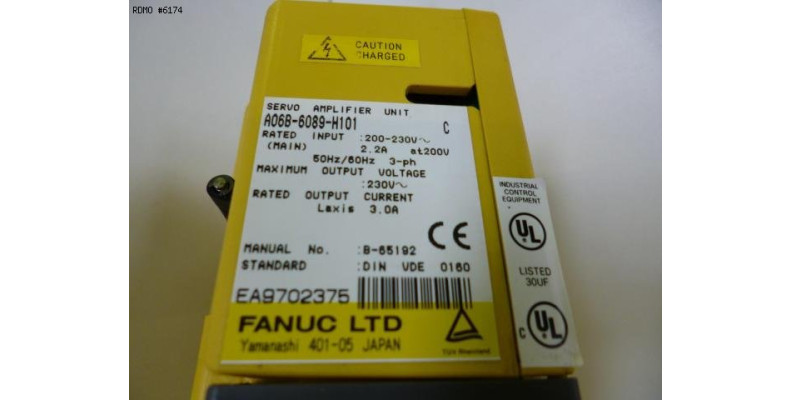 RDMO #6174
CAUTION
CHARGED
SERVO AMPLIFIER UNIT
A06B-6089-H101 C
RATED INPUT :200-230V~
(MAIN) 2.2A at200V
50Hz/60Hz 3-ph
MAXIMUM OUTPUT VOLTAGE
:230V~
RATED OUTPUT CURRENT
Laxis 3.0A
CE
MANUAL No. :B-65192
STANDARD :DIN VDE 0160
EA9702375
FANUC LTD
Yamanashi 401-05 JAPAN
TÜV Rheinland
INDUSTRIAL
CONTROL
EQUIPMENT
UL
LISTED
30UF
C UL